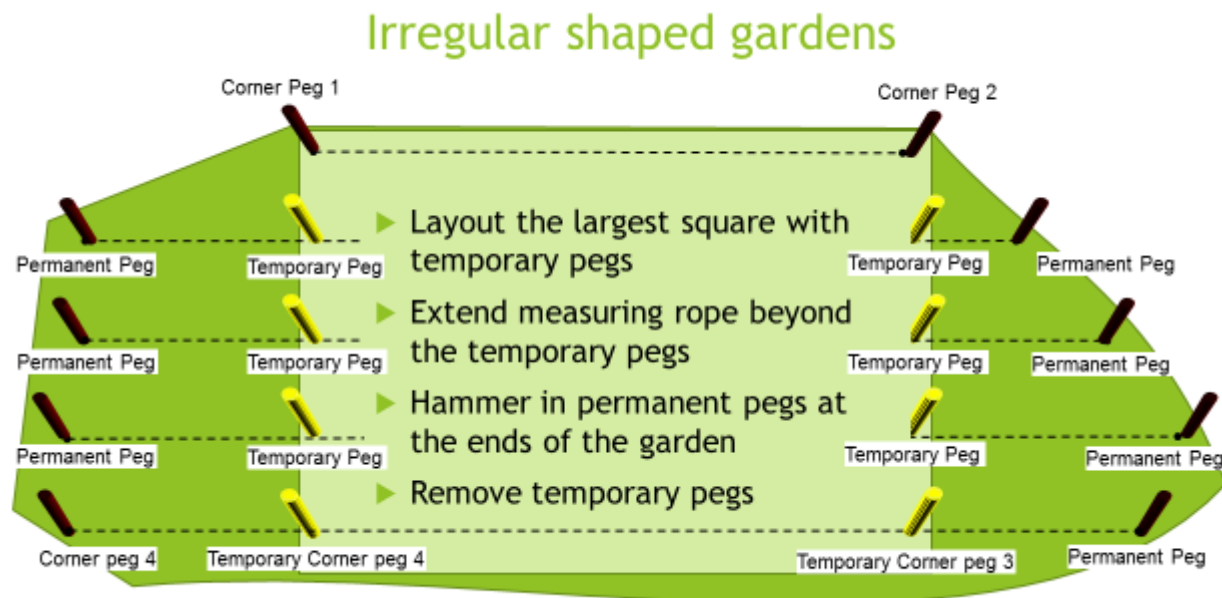 Irregular shaped gardens
Corner Peg 1
Corner Peg 2
▶ Layout the largest square with
temporary pegs
Permanent Peg
Temporary Peg
Temporary Peg
Permanent Peg
▶ Extend measuring rope beyond
the temporary pegs
Permanent Peg
Temporary Peg
Temporary Peg
Permanent Peg
▶ Hammer in permanent pegs at
the ends of the garden
Permanent Peg
Temporary Peg
Temporary Peg
Permanent Peg
▶ Remove temporary pegs
Corner peg 4
Temporary Corner peg 4
Temporary Corner peg 3
Permanent Peg